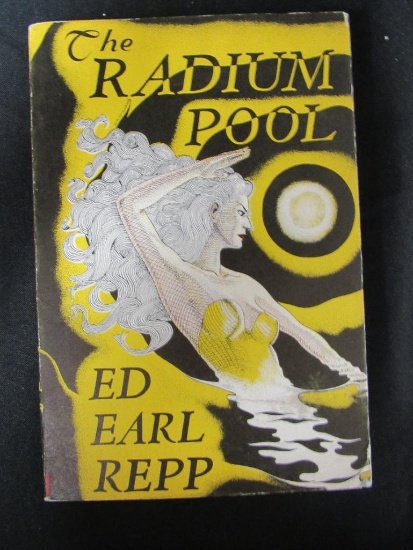 The
RADIUM
POOL
ED
EARL
REPP